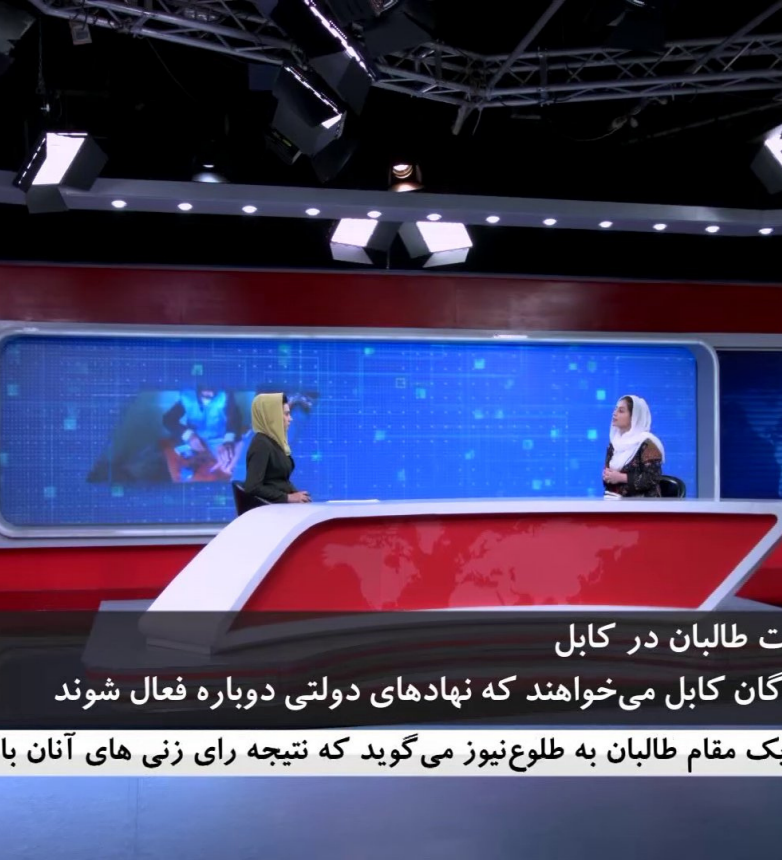 طالبان در کابل
کابل می‌خواهند که نهادهای دولتی دوباره فعال شوند
یک مقام طالبان به طلوع‌نیوز می‌گوید که نتیجه رای زنی های آنان با